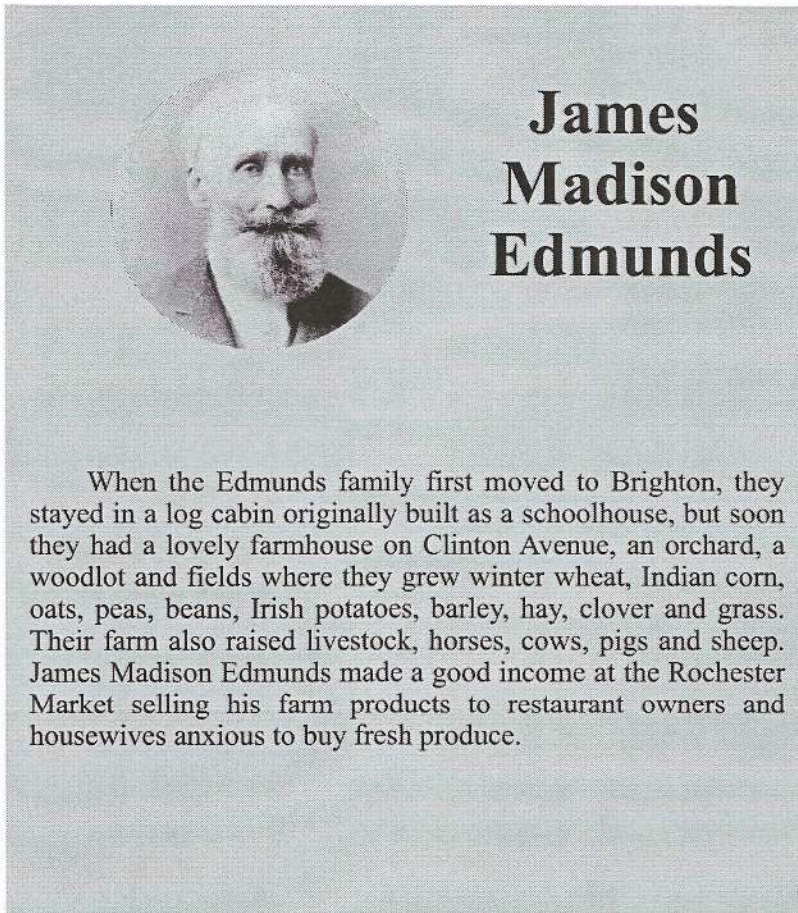 James
Madison
Edmunds
When the Edmunds family first moved to Brighton, they
stayed in a log cabin originally built as a schoolhouse, but soon
they had a lovely farmhouse on Clinton Avenue, an orchard, a
woodlot and fields where they grew winter wheat, Indian corn,
oats, peas, beans, Irish potatoes, barley, hay, clover and grass.
Their farm also raised livestock, horses, cows, pigs and sheep.
James Madison Edmunds made a good income at the Rochester
Market selling his farm products to restaurant owners and
housewives anxious to buy fresh produce.